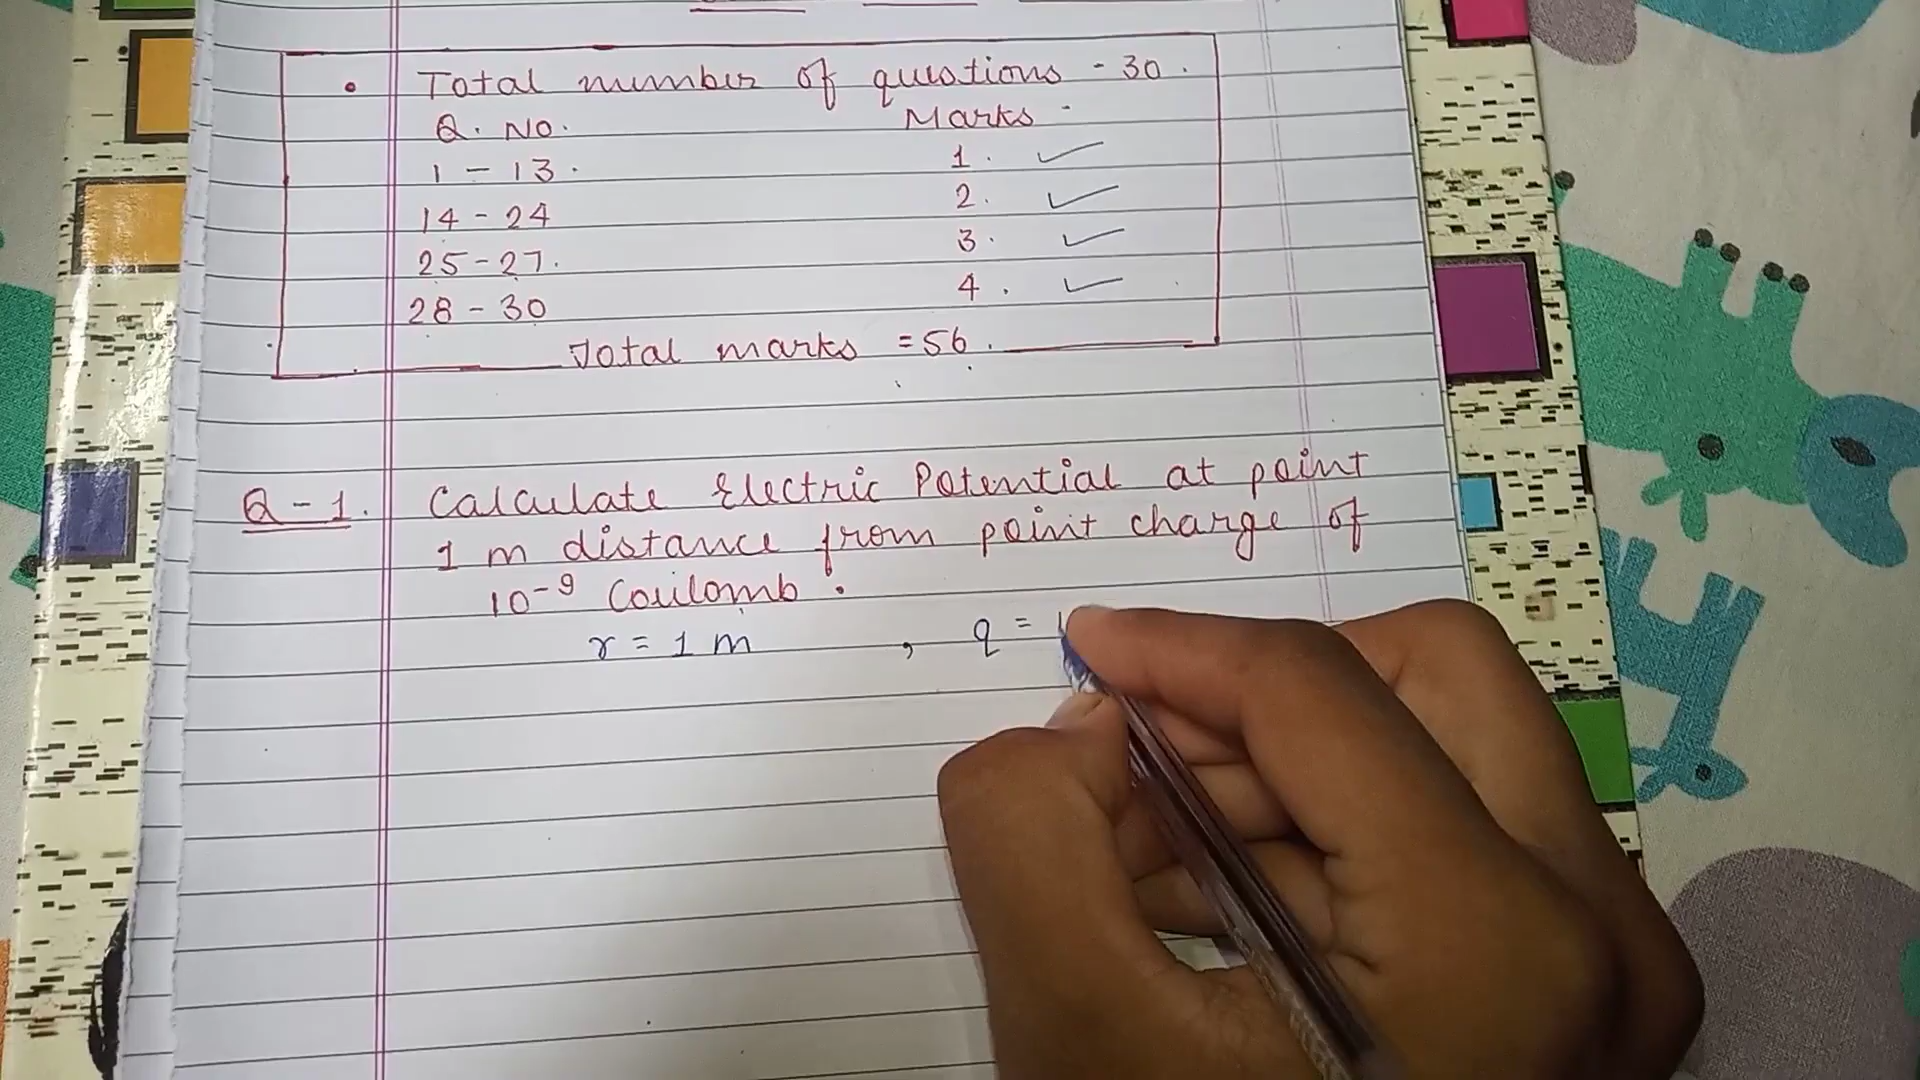 • Total number of questions - 30.
Q. No. Marks -
1 - 13. 1. ✓
14 - 24 2. ✓
25 - 27. 3. ✓
28 - 30 4. ✓
Total marks = 56.
Q-1. Calculate Electric Potential at point
1 m distance from point charge of
10⁻⁹ Coulomb.
r = 1 m , q = 1